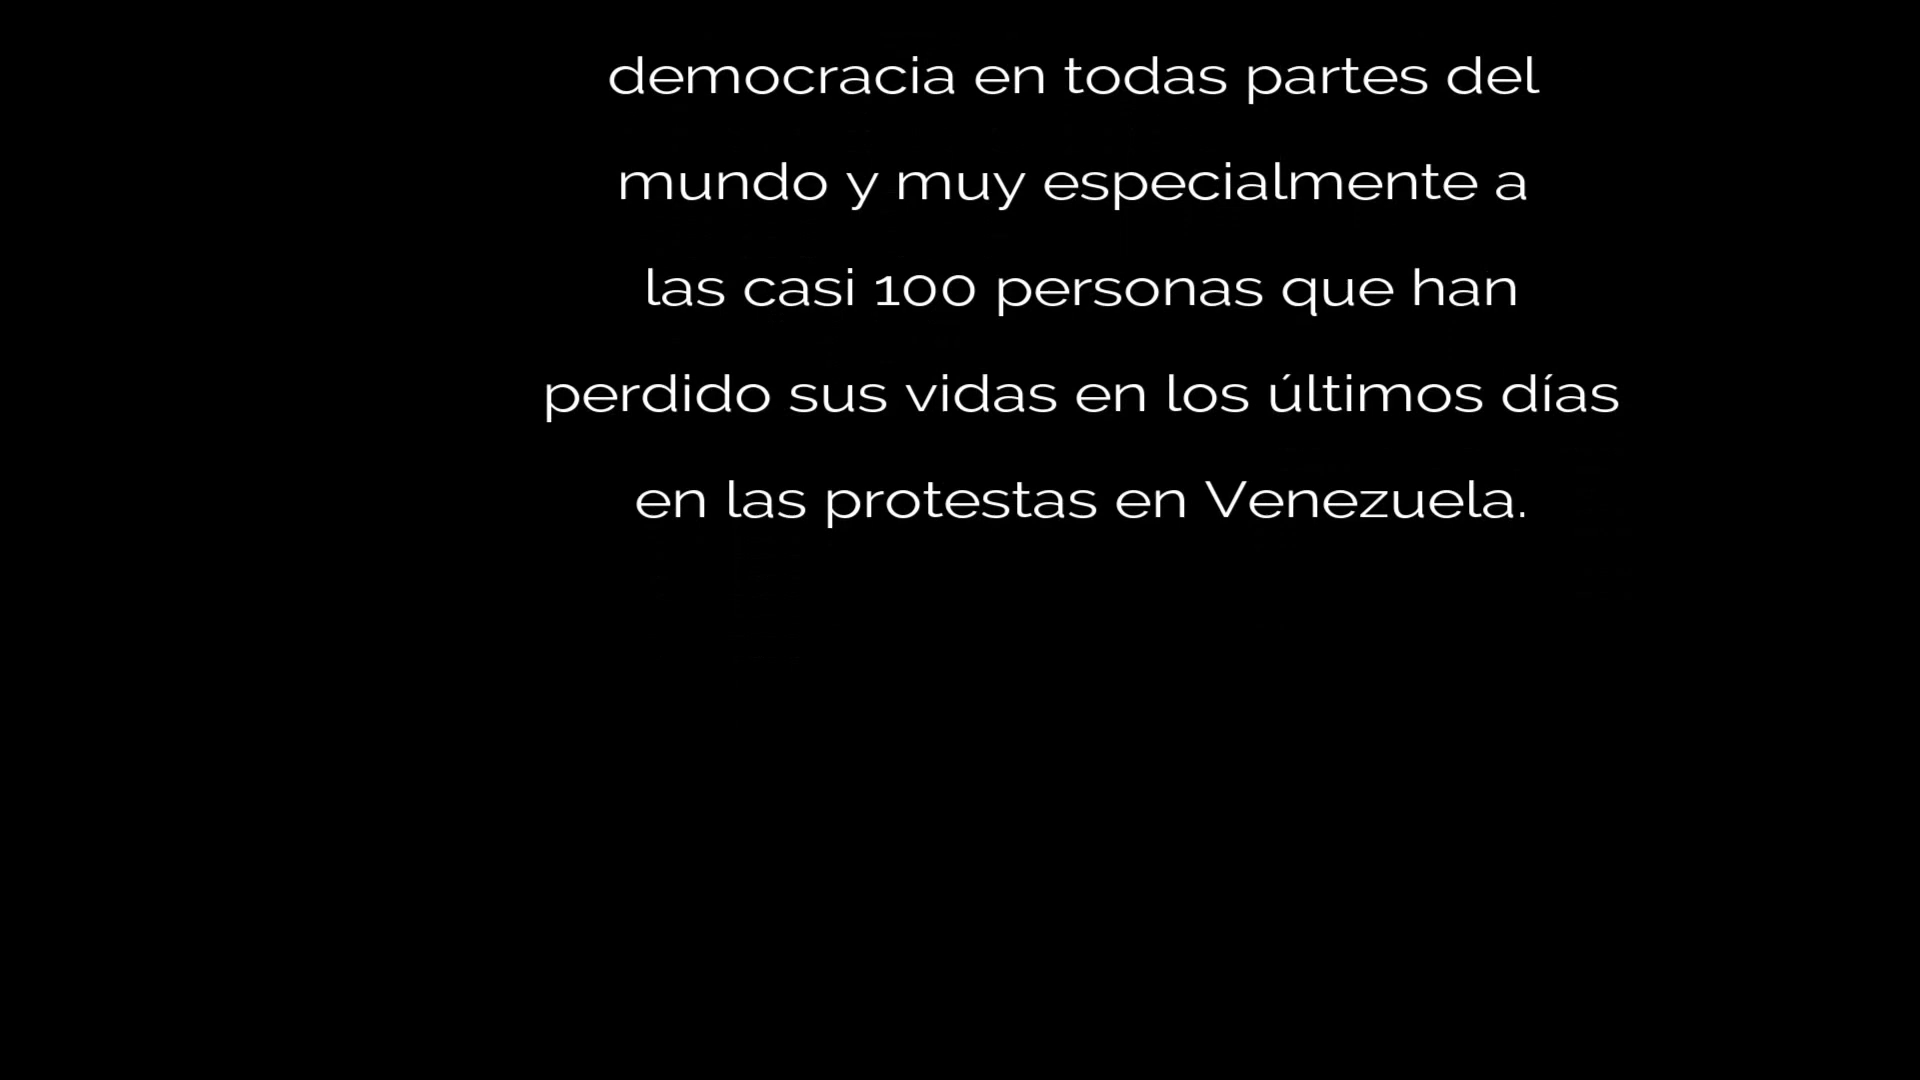 democracia en todas partes del
mundo y muy especialmente a
las casi 100 personas que han
perdido sus vidas en los últimos días
en las protestas en Venezuela.